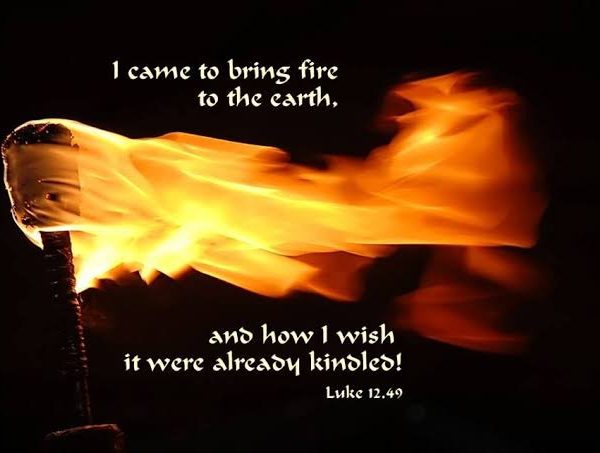 I came to bring fire
to the earth,
and how I wish
it were already kindled!
Luke 12.49